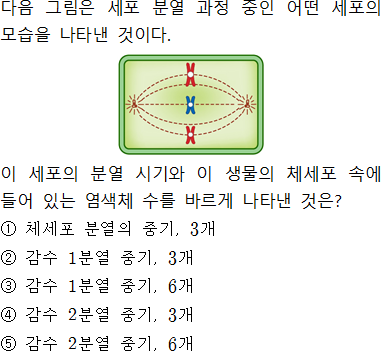 다음 그림은 세포 분열 과정 중인 어떤 세포의
모습을 나타낸 것이다.
이 세포의 분열 시기와 이 생물의 체세포 속에
들어 있는 염색체 수를 바르게 나타낸 것은?
① 체세포 분열의 중기, 3개
② 감수 1분열 중기, 3개
③ 감수 1분열 중기, 6개
④ 감수 2분열 중기, 3개
⑤ 감수 2분열 중기, 6개